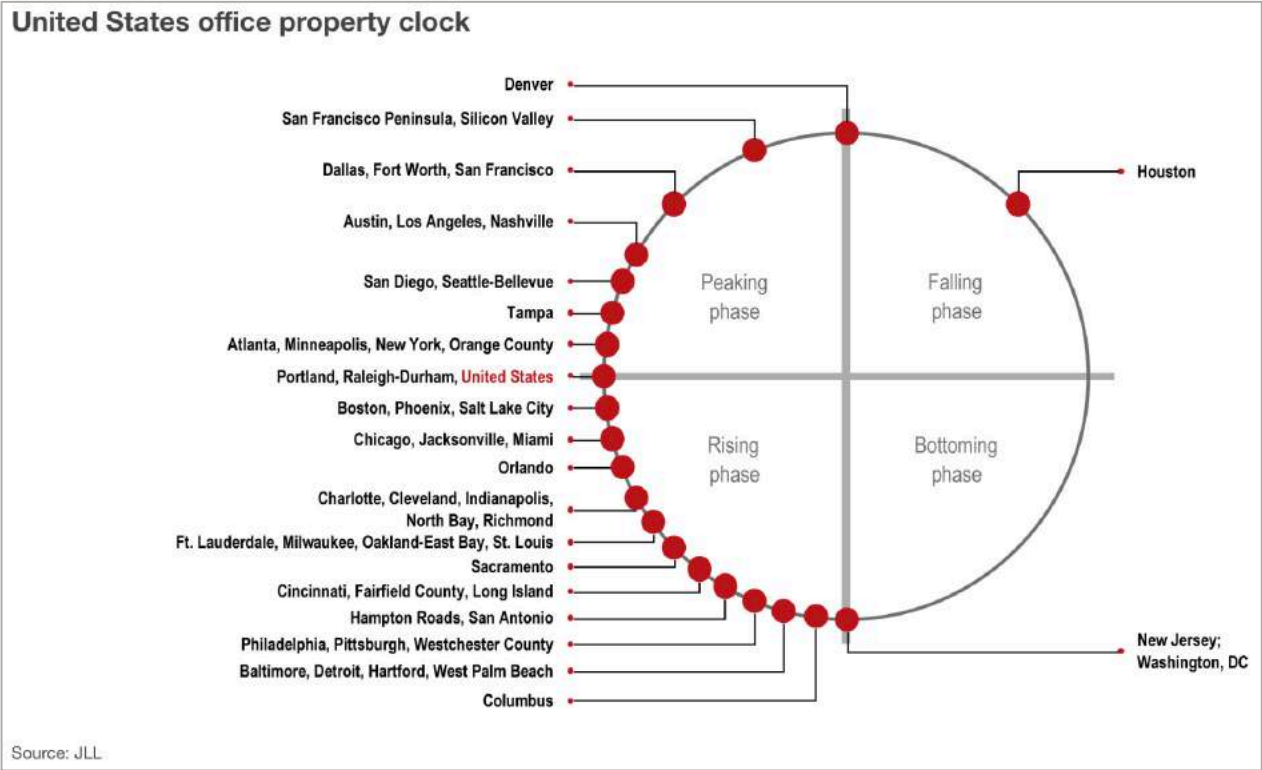 United States office property clock
Denver
San Francisco Peninsula, Silicon Valley
Dallas, Fort Worth, San Francisco
Houston
Austin, Los Angeles, Nashville
San Diego, Seattle-Bellevue
Peaking
phase
Falling
phase
Tampa
Atlanta, Minneapolis, New York, Orange County
Portland, Raleigh-Durham, United States
Boston, Phoenix, Salt Lake City
Chicago, Jacksonville, Miami
Rising
phase
Bottoming
phase
Orlando
Charlotte, Cleveland, Indianapolis,
North Bay, Richmond
Ft. Lauderdale, Milwaukee, Oakland-East Bay, St. Louis
Sacramento
Cincinnati, Fairfield County, Long Island
Hampton Roads, San Antonio
Philadelphia, Pittsburgh, Westchester County
New Jersey;
Washington, DC
Baltimore, Detroit, Hartford, West Palm Beach
Columbus
Source: JLL